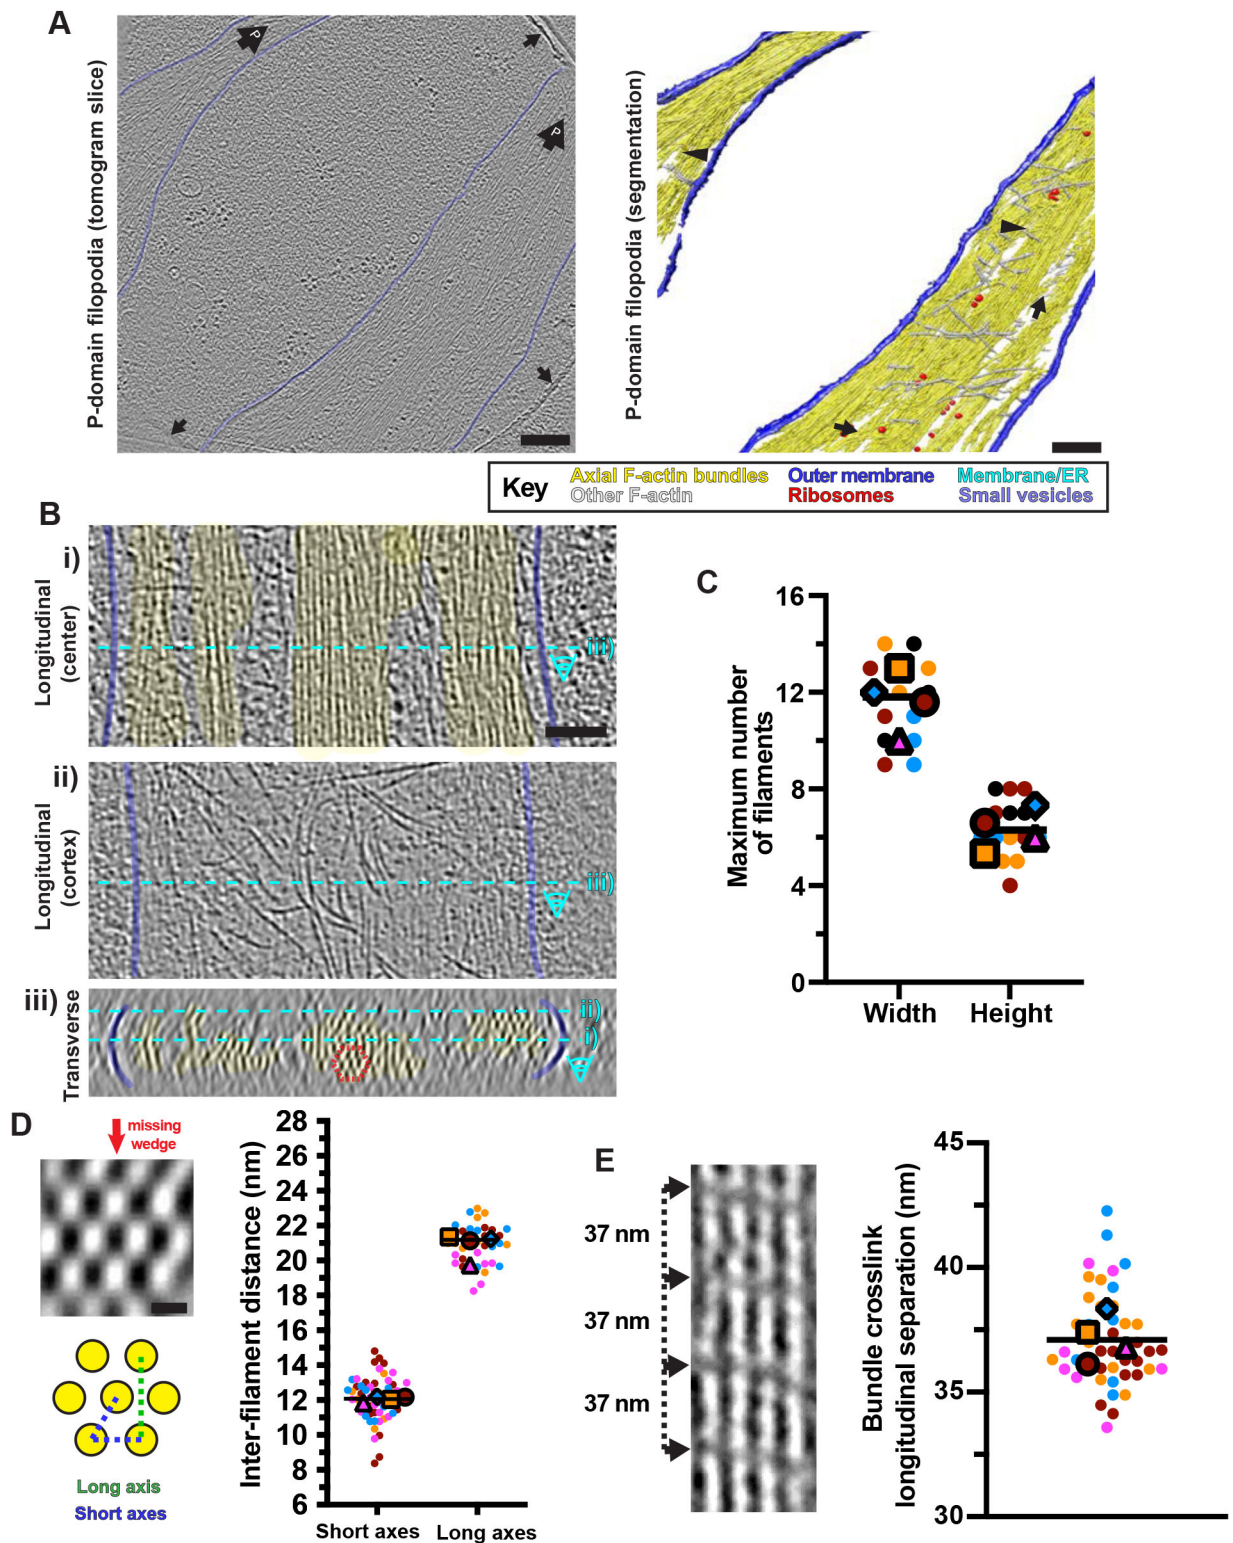 A
P-domain filopodia (tomogram slice)
P
P
P-domain filopodia (segmentation)
Key
Axial F-actin bundles
Outer membrane
Membrane/ER
Other F-actin
Ribosomes
Small vesicles
B
i)
Longitudinal
(center)
iii)
ii)
Longitudinal
(cortex)
iii)
iii)
Transverse
ii)
i)
C
Maximum number
of filaments
16
12
8
4
0
Width
Height
D
missing
wedge
Long axis
Short axes
Inter-filament distance (nm)
28
26
24
22
20
18
16
14
12
10
8
6
Short axes
Long axes
E
37 nm
37 nm
37 nm
Bundle crosslink
longitudinal separation (nm)
45
40
35
30